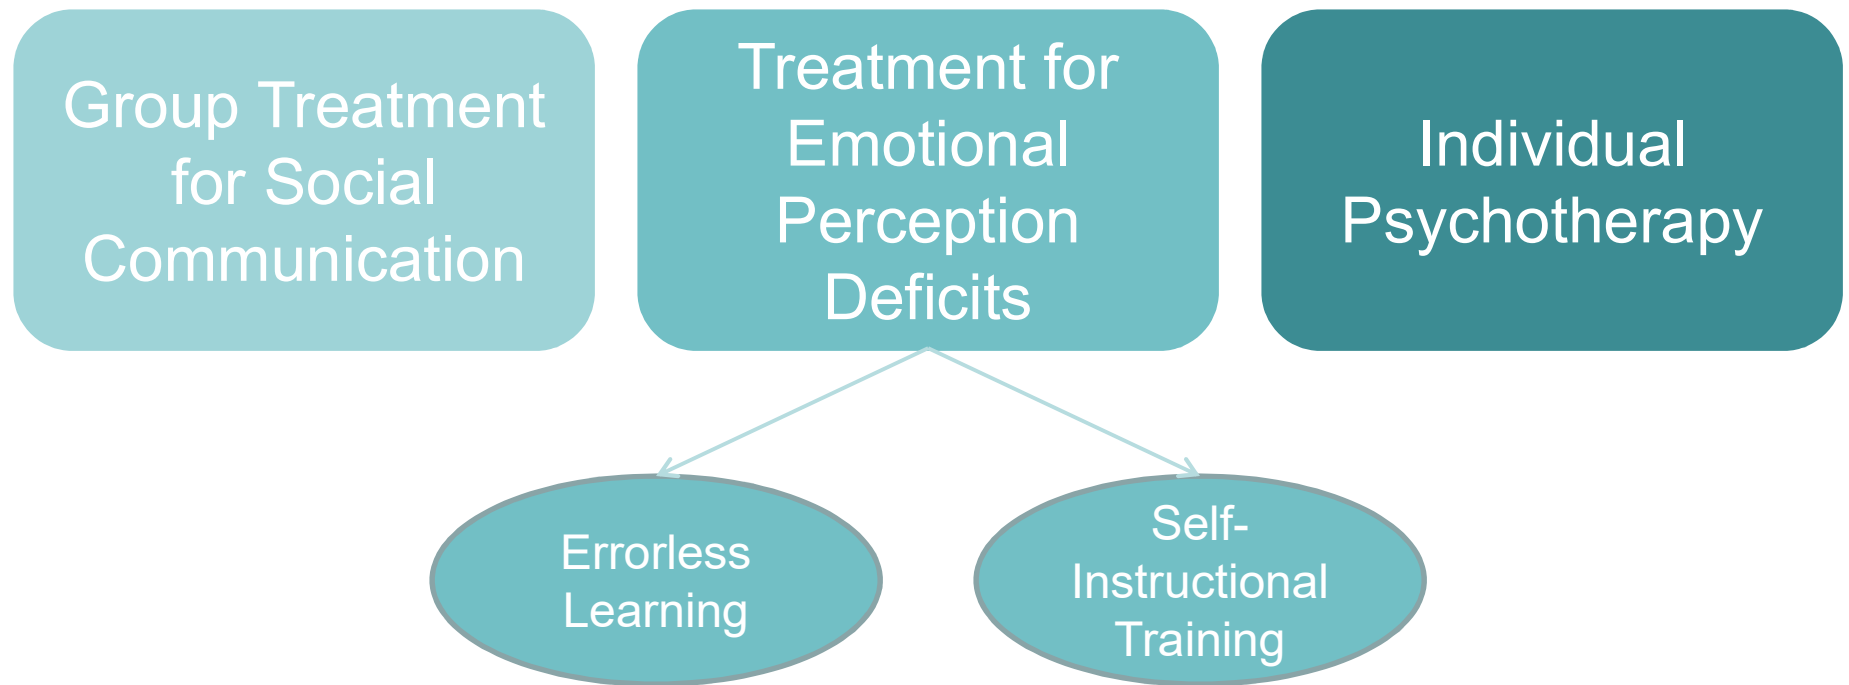 Group Treatment
for Social
Communication
Treatment for
Emotional
Perception
Deficits
Individual
Psychotherapy
Errorless
Learning
Self-
Instructional
Training